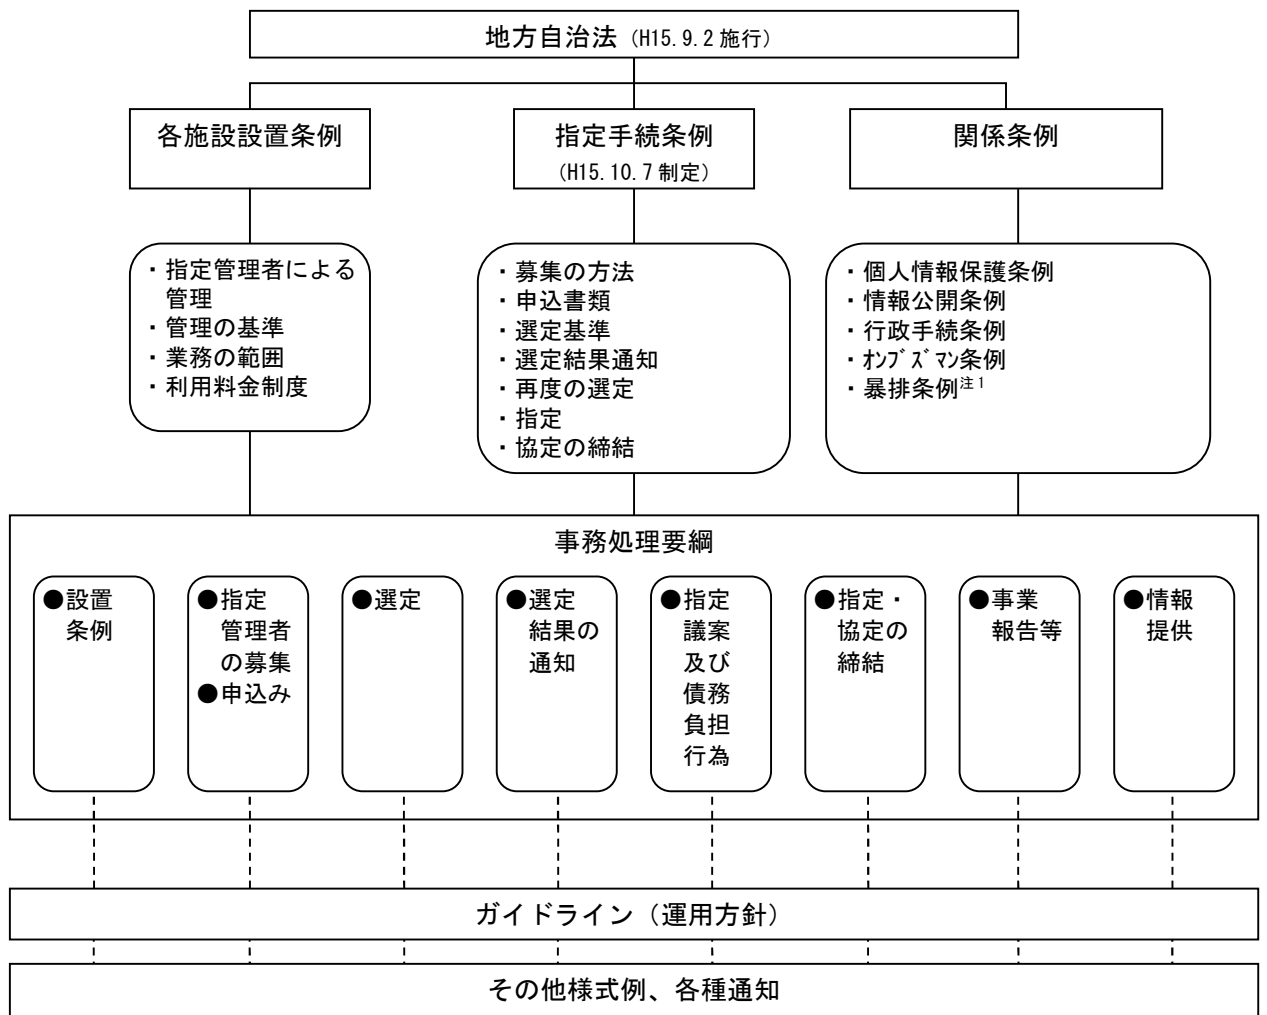 地方自治法（H15.9.2 施行）
各施設設置条例
指定手続条例
（H15.10.7 制定）
関係条例
・指定管理者による
管理
・管理の基準
・業務の範囲
・利用料金制度
・募集の方法
・申込書類
・選定基準
・選定結果通知
・再度の選定
・指定
・協定の締結
・個人情報保護条例
・情報公開条例
・行政手続条例
・ｵﾝﾌﾞｽﾞﾏﾝ条例
・暴排条例注１
事務処理要綱
●設置
条例
●指定
管理者
の募集
●申込み
●選定
●選定
結果の
通知
●指定
議案
及び
債務
負担
行為
●指定・
協定の
締結
●事業
報告等
●情報
提供
ガイドライン（運用方針）
その他様式例、各種通知